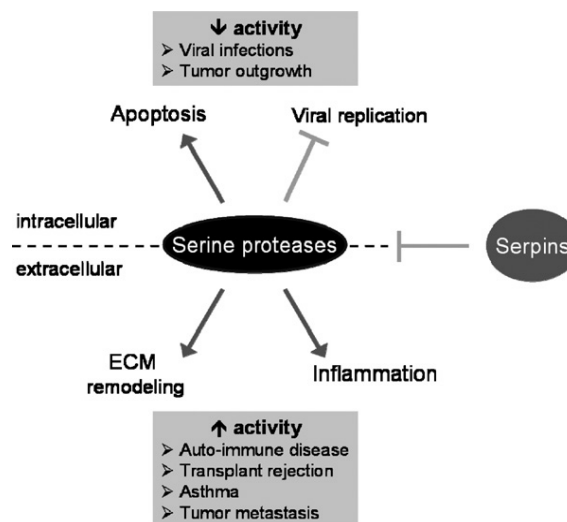 ↓ activity
➢ Viral infections
➢ Tumor outgrowth
Apoptosis
Viral replication
intracellular
Serine proteases
Serpins
extracellular
ECM
remodeling
Inflammation
↑ activity
➢ Auto-immune disease
➢ Transplant rejection
➢ Asthma
➢ Tumor metastasis